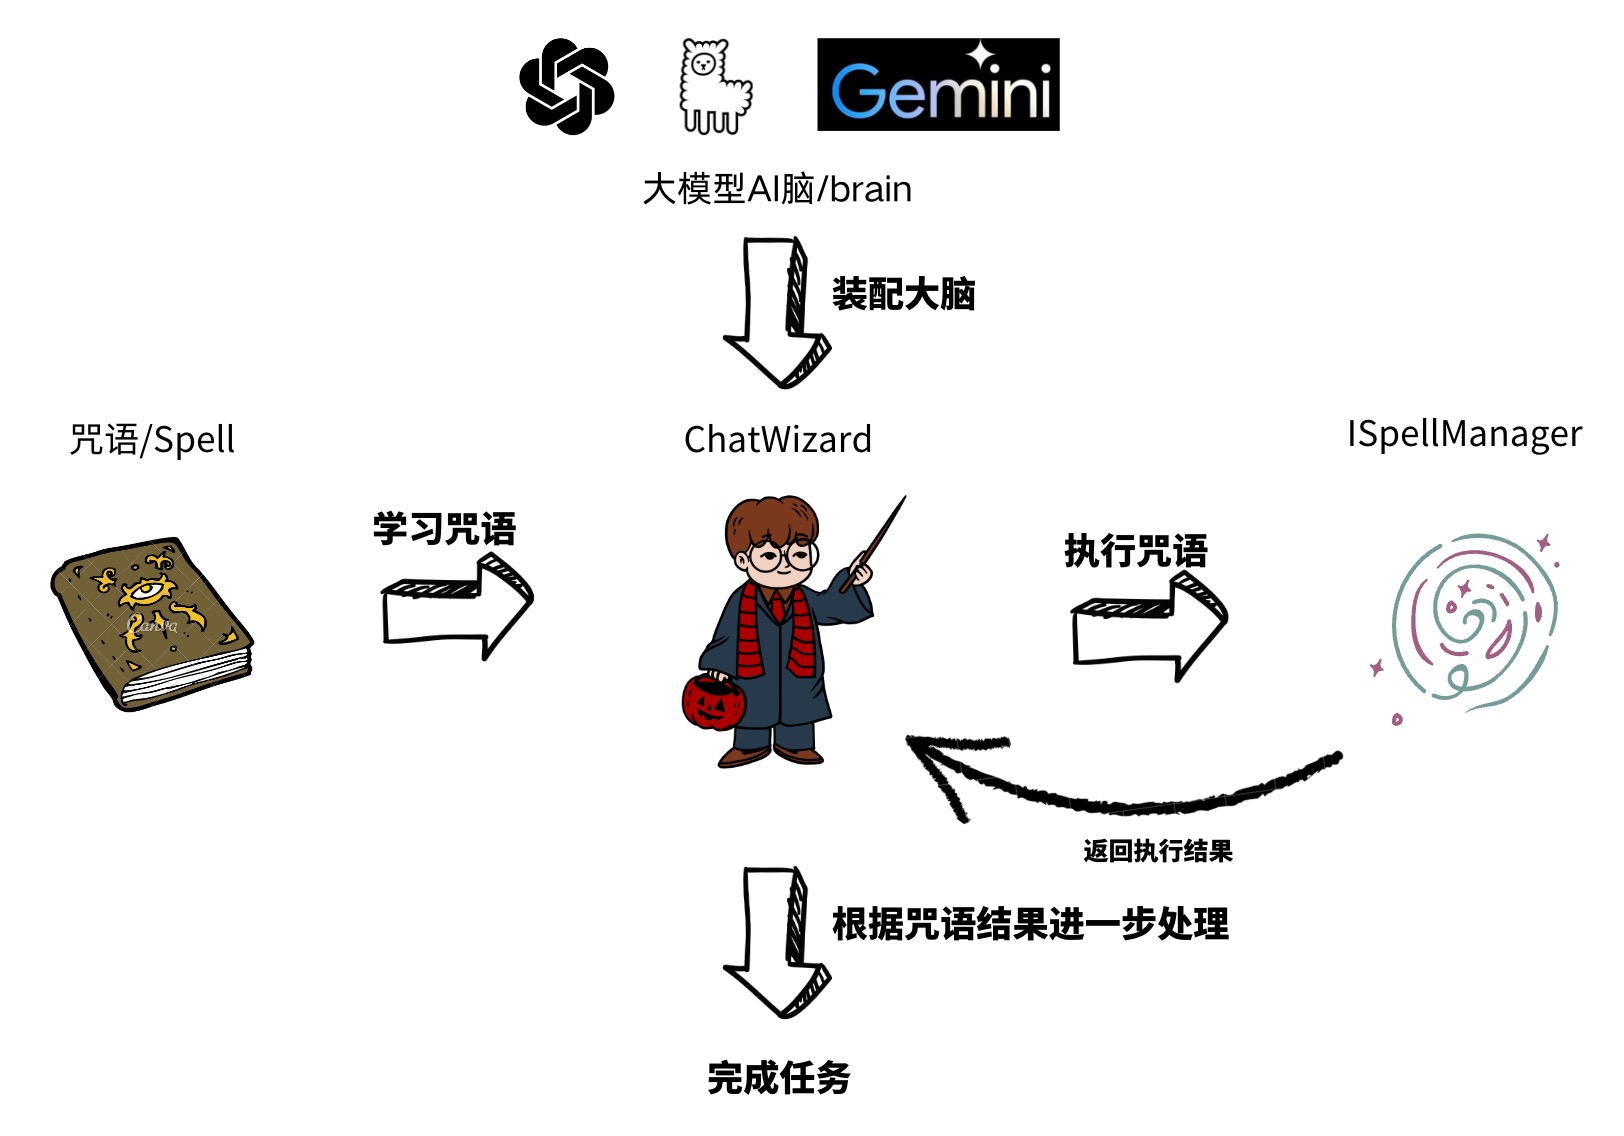 Gemini
大模型AI脑/brain
装配大脑
咒语/Spell
ChatWizard
ISpellManager
学习咒语
执行咒语
Canva
返回执行结果
根据咒语结果进一步处理
完成任务